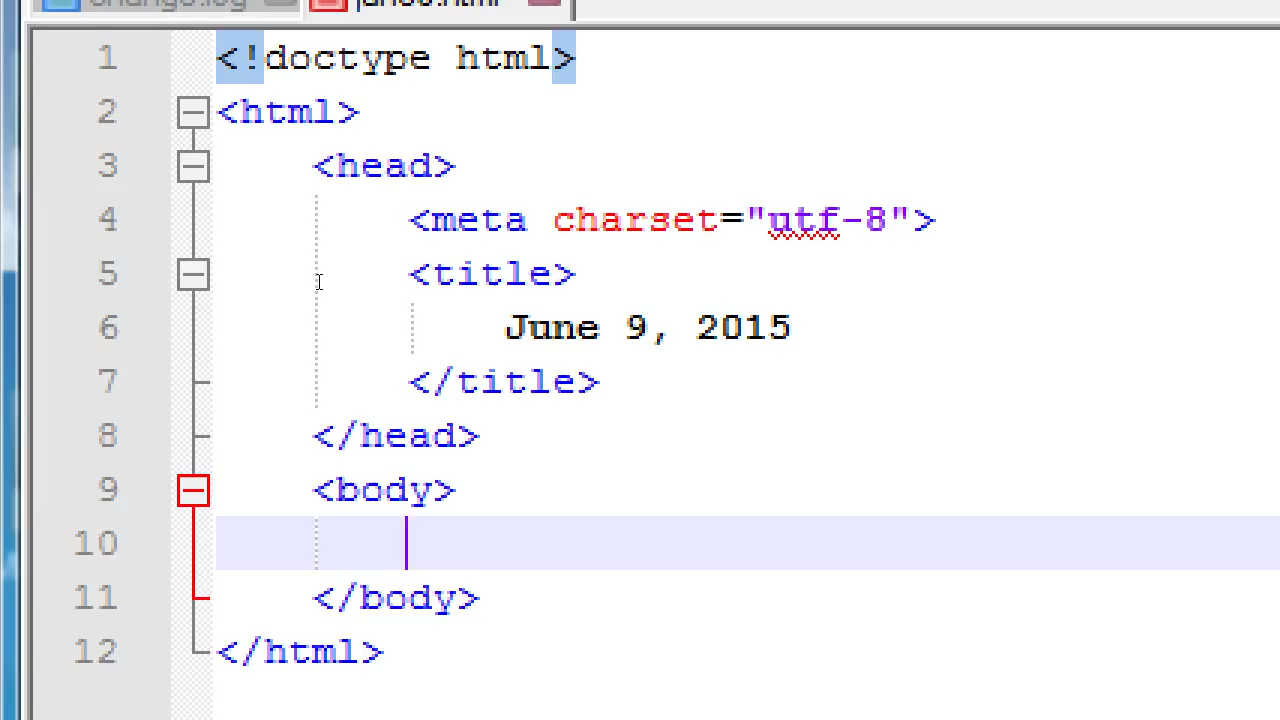 1 <!doctype html>
2 <html>
3 <head>
4 <meta charset="utf-8">
5 <title>
6 June 9, 2015
7 </title>
8 </head>
9 <body>
10
11 </body>
12 </html>